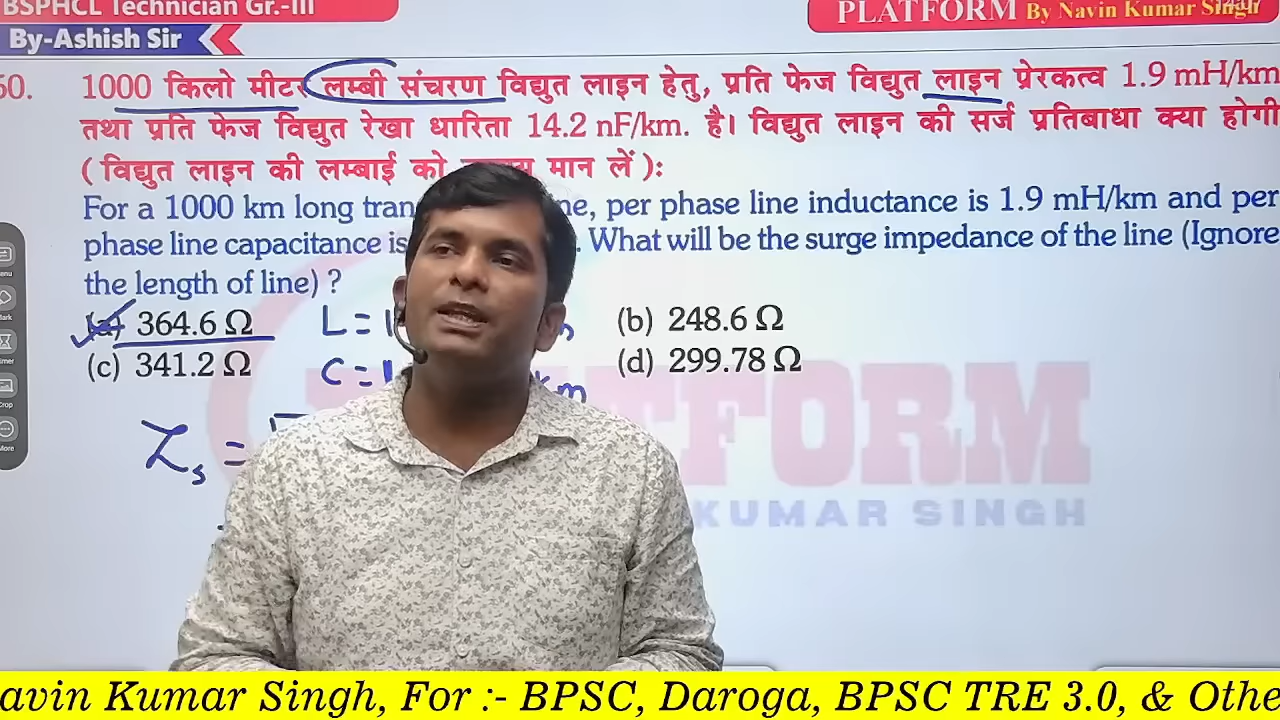 BSPHCL Technician Gr.-III
PLATFORM By Navin Kumar Singh
By-Ashish Sir
50. 1000 किलो मीटर लम्बी संचरण विद्युत लाइन हेतु, प्रति फेज विद्युत लाइन प्रेरकत्व 1.9 mH/km
तथा प्रति फेज विद्युत रेखा धारिता 14.2 nF/km. है। विद्युत लाइन की सर्ज प्रतिबाधा क्या होगी
( विद्युत लाइन की लम्बाई को मान लें ):
For a 1000 km long tran ne, per phase line inductance is 1.9 mH/km and per
phase line capacitance is . What will be the surge impedance of the line (Ignore
the length of line) ?
(a) 364.6 Ω L = 1 (b) 248.6 Ω
(c) 341.2 Ω C = 1 km (d) 299.78 Ω
Zs =
TFORM
KUMAR SINGH
avin Kumar Singh, For :- BPSC, Daroga, BPSC TRE 3.0, & Othe